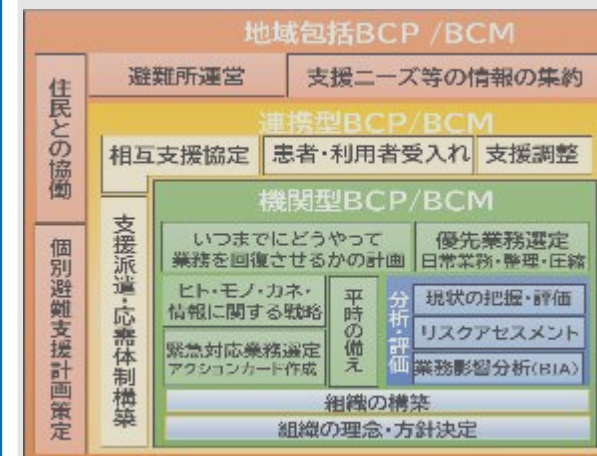 地域包括BCP /BCM
避難所運営
支援ニーズ等の情報の集約
住民との協働
個別避難支援計画策定
連携型BCP/BCM
相互支援協定
患者・利用者受入れ
支援調整
支援派遣・応需体制構築
機関型BCP/BCM
いつまでにどうやって
業務を回復させるかの計画
優先業務選定
日常業務・整理・圧縮
ヒト・モノ・カネ・
情報に関する戦略
緊急対応業務選定
アクションカード作成
平時の備え
分析・評価
現状の把握・評価
リスクアセスメント
業務影響分析(BIA)
組織の構築
組織の理念・方針決定